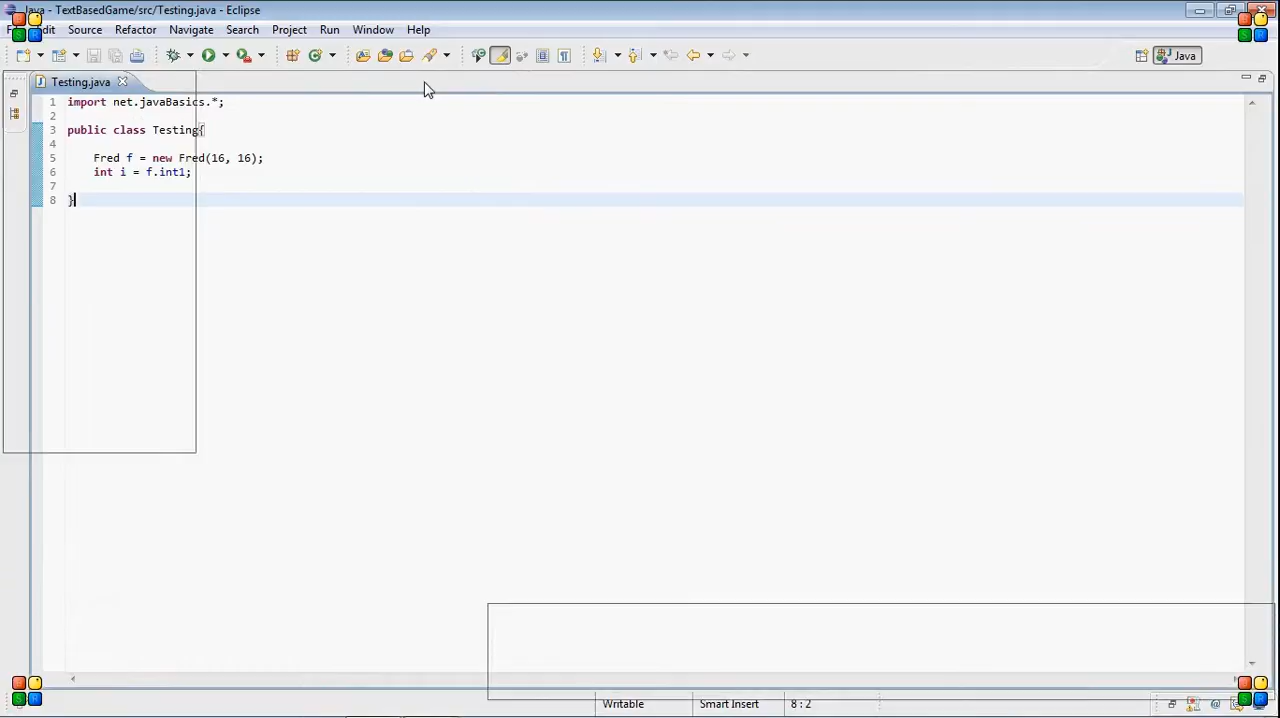 Java - TextBasedGame/src/Testing.java - Eclipse
Source Refactor Navigate Search Project Run Window Help
Java
Testing.java
1 import net.javaBasics.*;
2
3 public class Testing{
4
5 Fred f = new Fred(16, 16);
6 int i = f.int1;
7
8 }
Writable Smart Insert 8 : 2